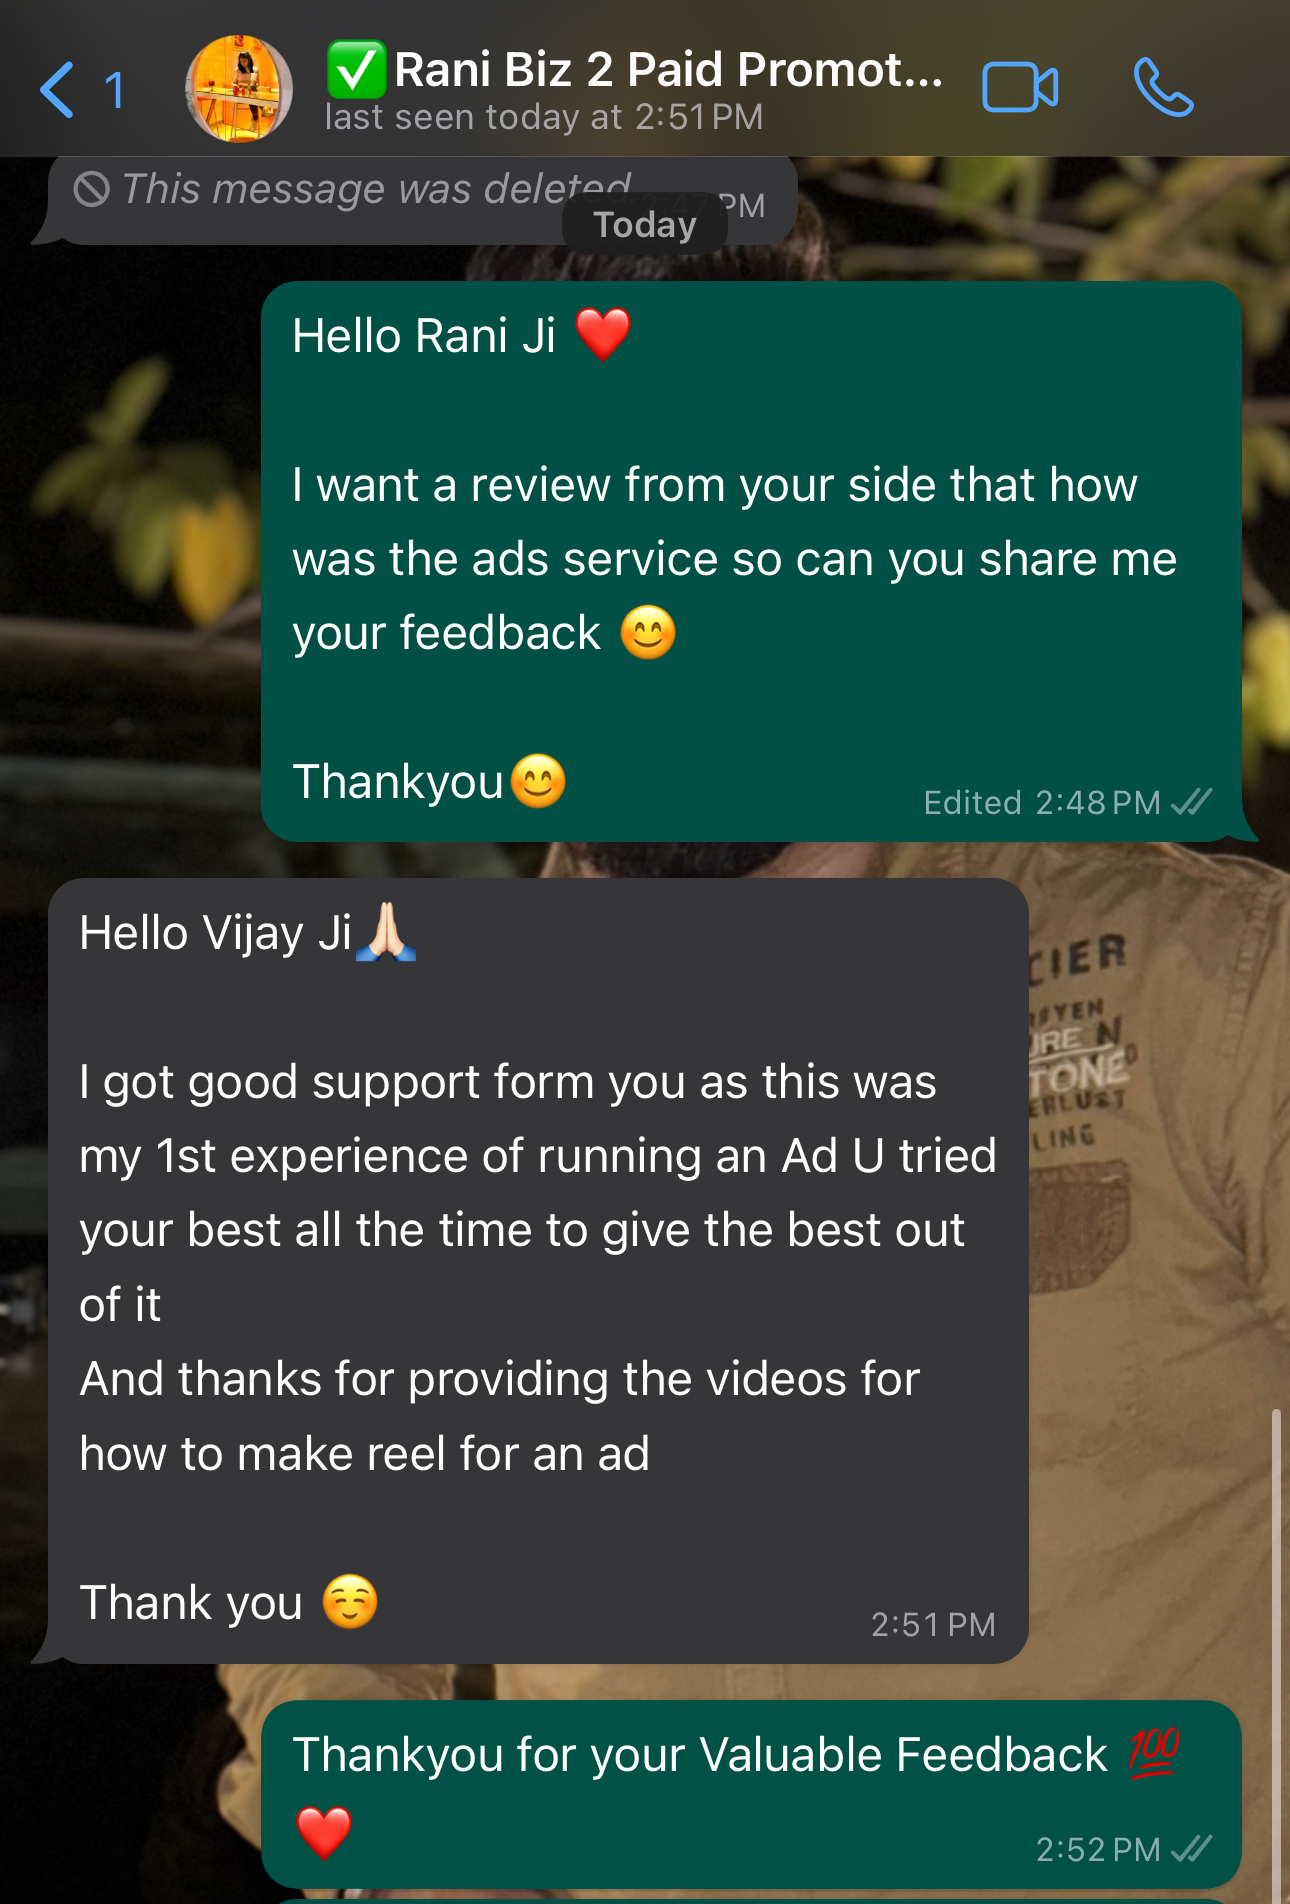 1
✅Rani Biz 2 Paid Promot...
last seen today at 2:51 PM
This message was deleted.
PM
Today
Hello Rani Ji ❤️
I want a review from your side that how
was the ads service so can you share me
your feedback 😊
Thankyou😊
Edited 2:48 PM
Hello Vijay Ji🙏🏻
I got good support form you as this was
my 1st experience of running an Ad U tried
your best all the time to give the best out
of it
And thanks for providing the videos for
how to make reel for an ad
Thank you ☺️
2:51 PM
CIER
TONE
ERLUST
LING
Thankyou for your Valuable Feedback 💯
❤️
2:52 PM